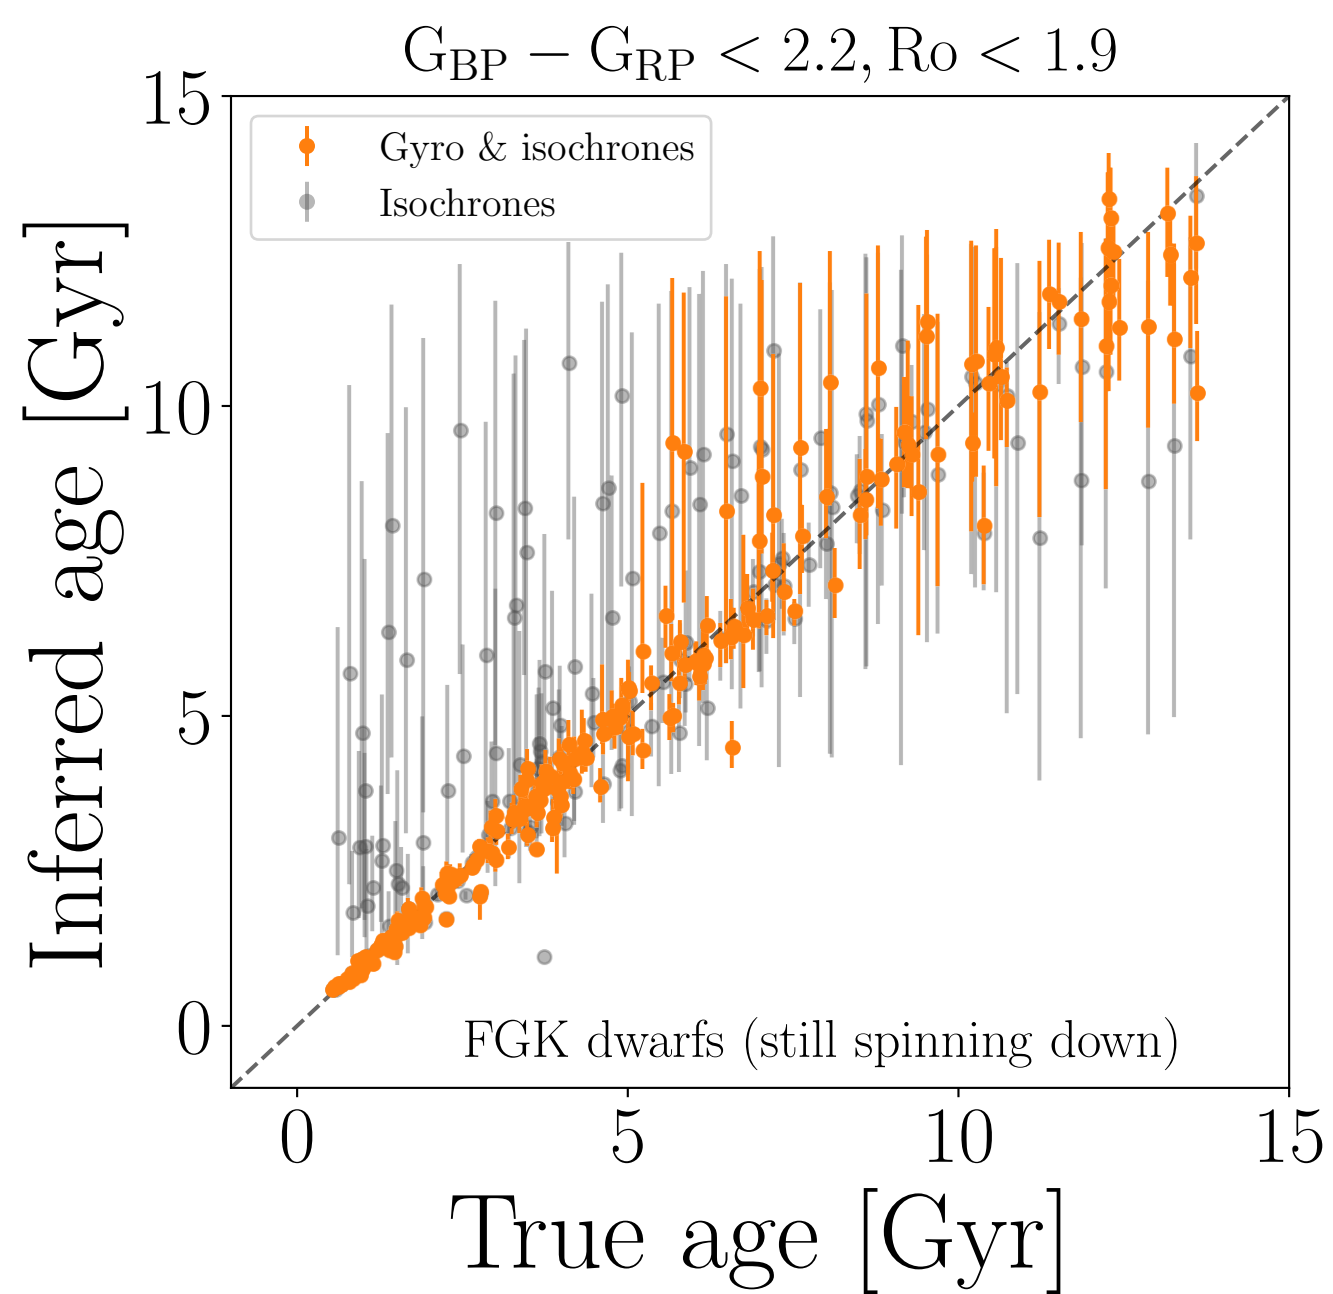 G_BP − G_RP < 2.2, Ro < 1.9
Gyro & isochrones
Isochrones
15
10
5
0
Inferred age [Gyr]
FGK dwarfs (still spinning down)
0 5 10 15
True age [Gyr]